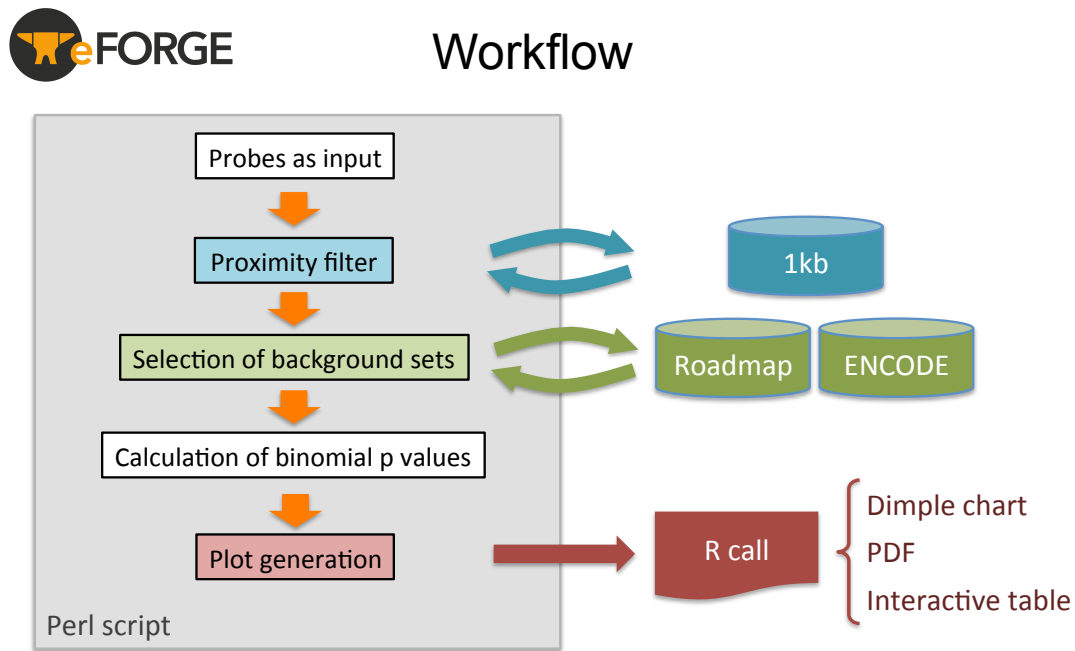 eFORGE
Workflow
Probes as input
Proximity filter
1kb
Selection of background sets
Roadmap
ENCODE
Calculation of binomial p values
Plot generation
R call
Dimple chart
PDF
Interactive table
Perl script